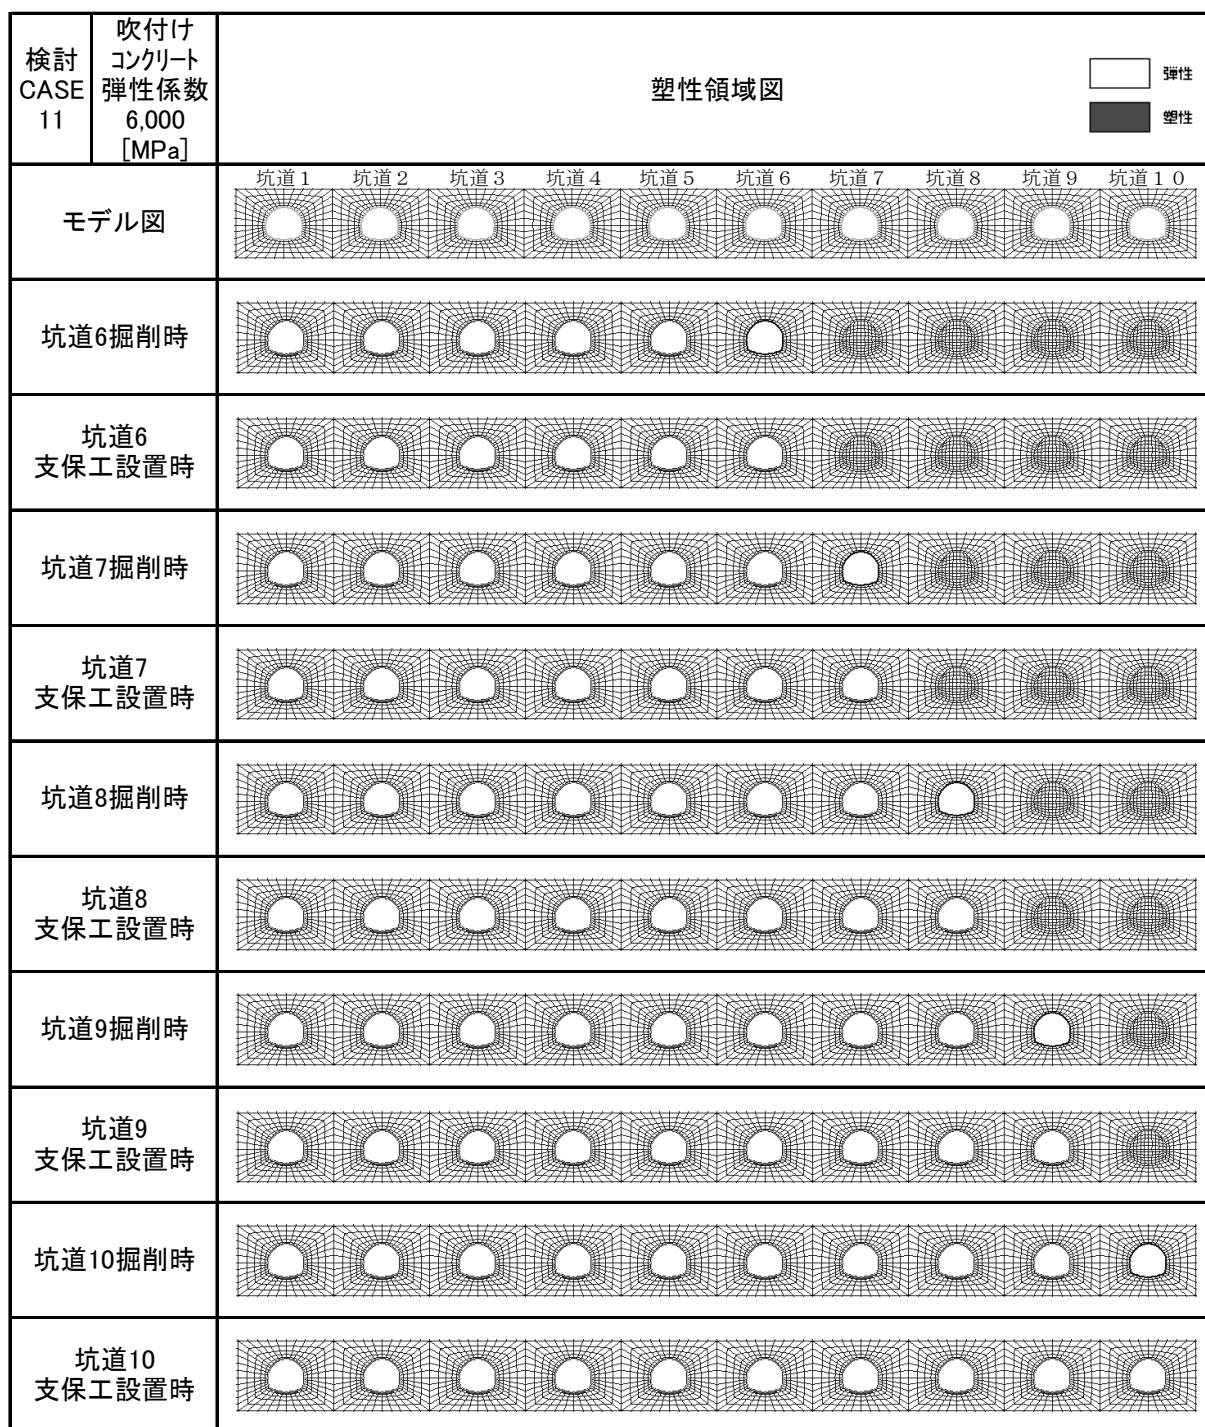 検討
CASE
11
吹付け
コンクリート
弾性係数
6,000
[MPa]
塑性領域図
弾性
塑性
モデル図
坑道１ 坑道２ 坑道３ 坑道４ 坑道５ 坑道６ 坑道７ 坑道８ 坑道９ 坑道１０
坑道6掘削時
坑道6
支保工設置時
坑道7掘削時
坑道7
支保工設置時
坑道8掘削時
坑道8
支保工設置時
坑道9掘削時
坑道9
支保工設置時
坑道10掘削時
坑道10
支保工設置時